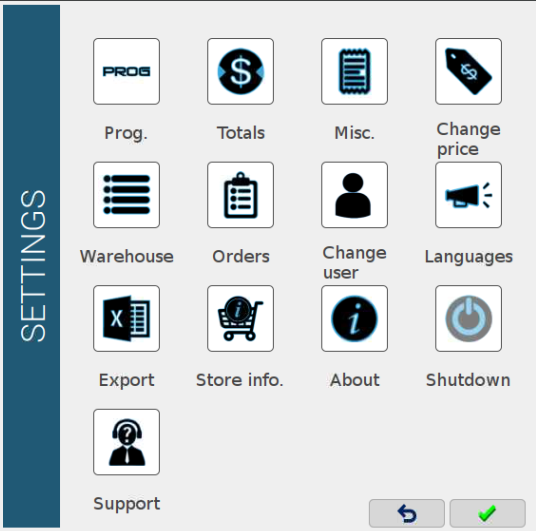 SETTINGS
PROG
Prog.
Totals
Misc.
Change
price
Warehouse
Orders
Change
user
Languages
X
Export
Store info.
About
Shutdown
Support